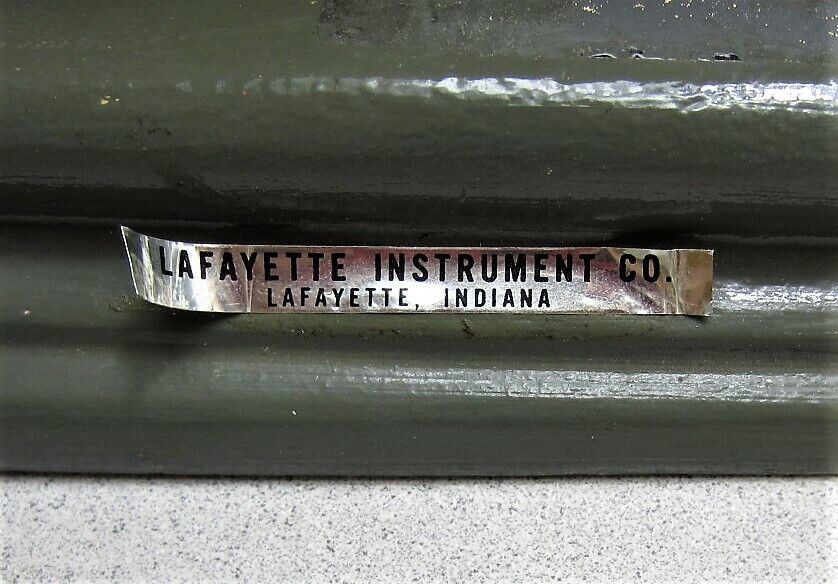 LAFAYETTE INSTRUMENT CO.
LAFAYETTE, INDIANA